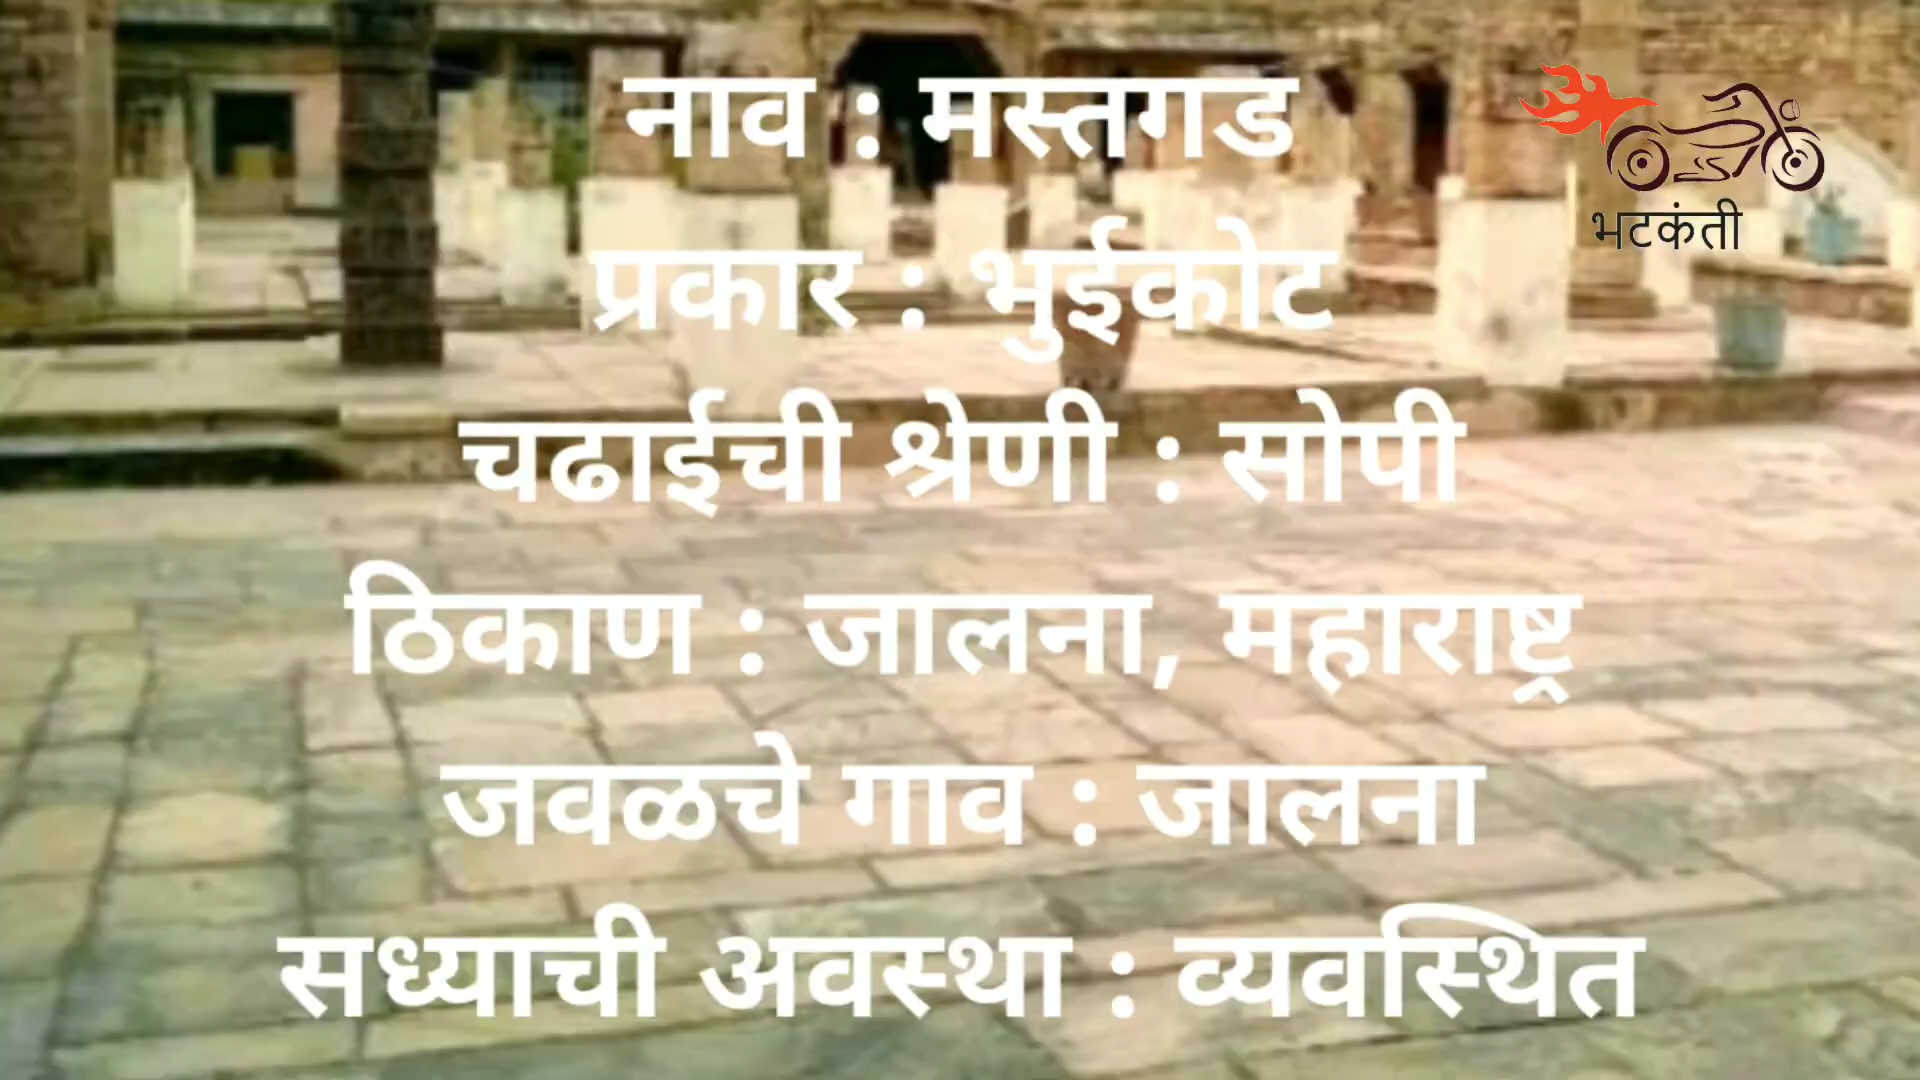 नाव : मस्तगड
भटकंती
प्रकार : भुईकोट
चढाईची श्रेणी : सोपी
ठिकाण : जालना, महाराष्ट्र
जवळचे गाव : जालना
सध्याची अवस्था : व्यवस्थित